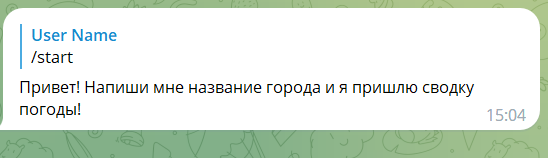 User Name
/start
Привет! Напиши мне название города и я пришлю сводку
погоды!
15:04